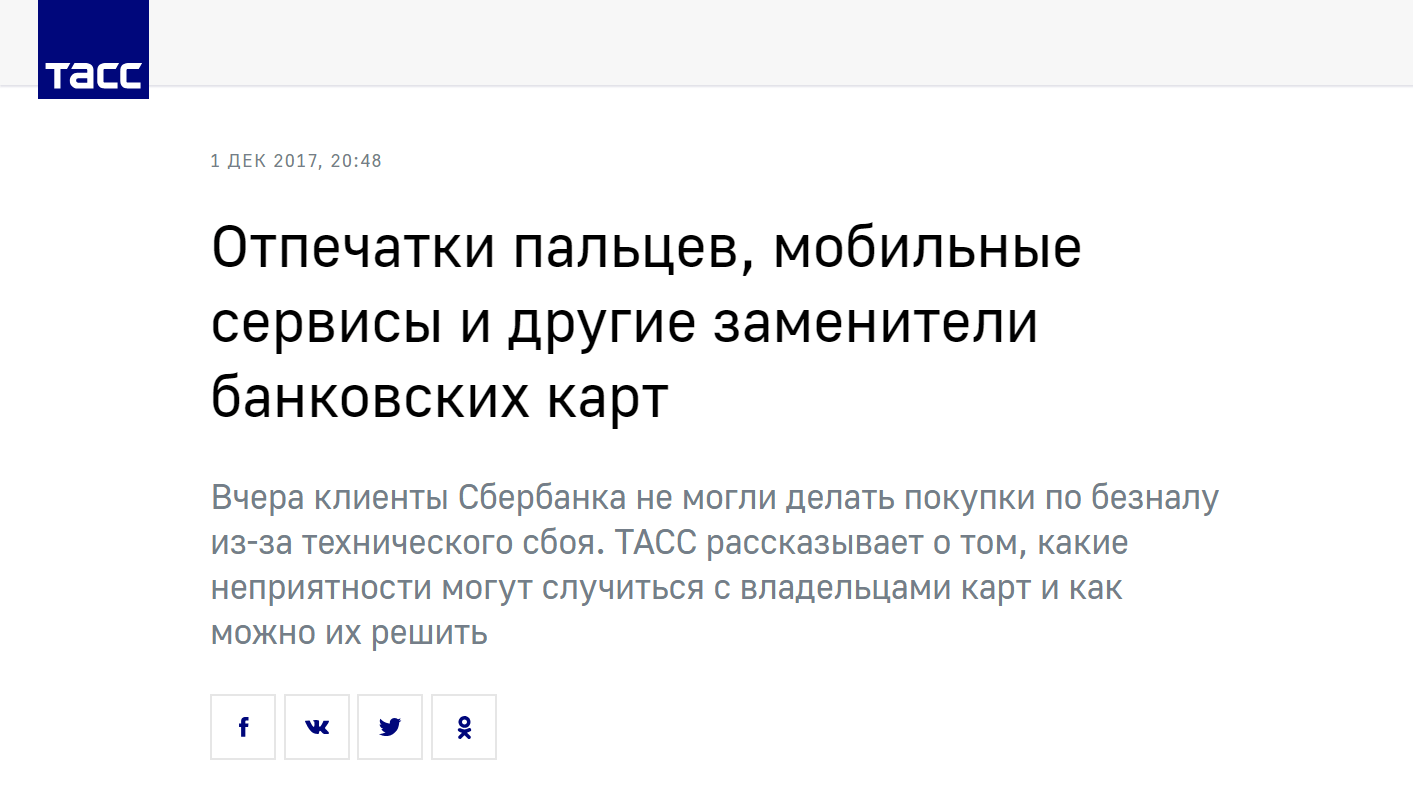 тасс
1 ДЕК 2017, 20:48
Отпечатки пальцев, мобильные
сервисы и другие заменители
банковских карт
Вчера клиенты Сбербанка не могли делать покупки по безналу
из-за технического сбоя. ТАСС рассказывает о том, какие
неприятности могут случиться с владельцами карт и как
можно их решить